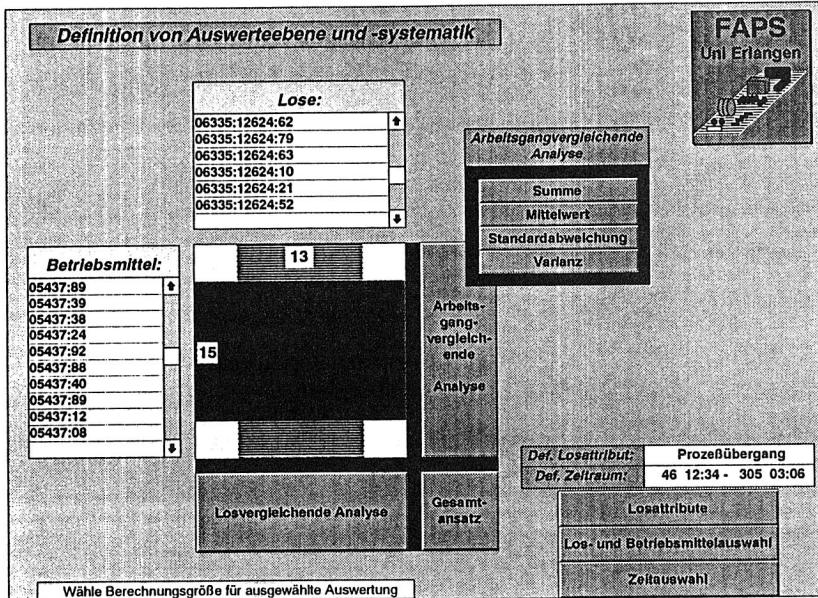 Definition von Auswerteebene und -systematik
FAPS
Uni Erlangen
Lose:
06335:12624:62
06335:12624:79
06335:12624:63
06335:12624:10
06335:12624:21
06335:12624:52
Arbeitsgangvergleichende
Analyse
Summe
Mittelwert
Standardabweichung
Varianz
Betriebsmittel:
05437:89
05437:39
05437:38
05437:24
05437:92
05437:88
05437:40
05437:89
05437:12
05437:08
13
15
Arbeits-
gang-
vergleich-
ende
Analyse
Losvergleichende Analyse
Gesamt-
ansatz
Def. Losattribut: Prozeßübergang
Def. Zeitraum: 46 12:34 - 305 03:06
Losattribute
Los- und Betriebsmittelauswahl
Zeitauswahl
Wähle Berechnungsgröße für ausgewählte Auswertung